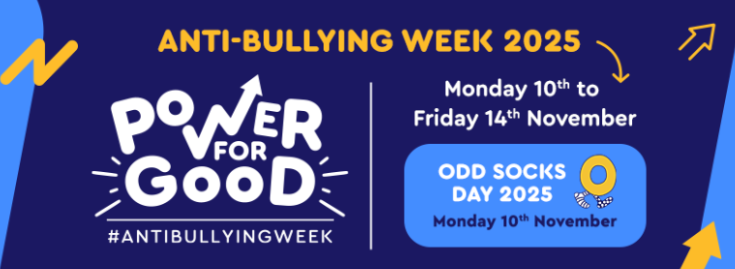 ANTI-BULLYING WEEK 2025
POWER
FOR
GOOD
#ANTIBULLYINGWEEK
Monday 10th to
Friday 14th November
ODD SOCKS
DAY 2025
Monday 10th November